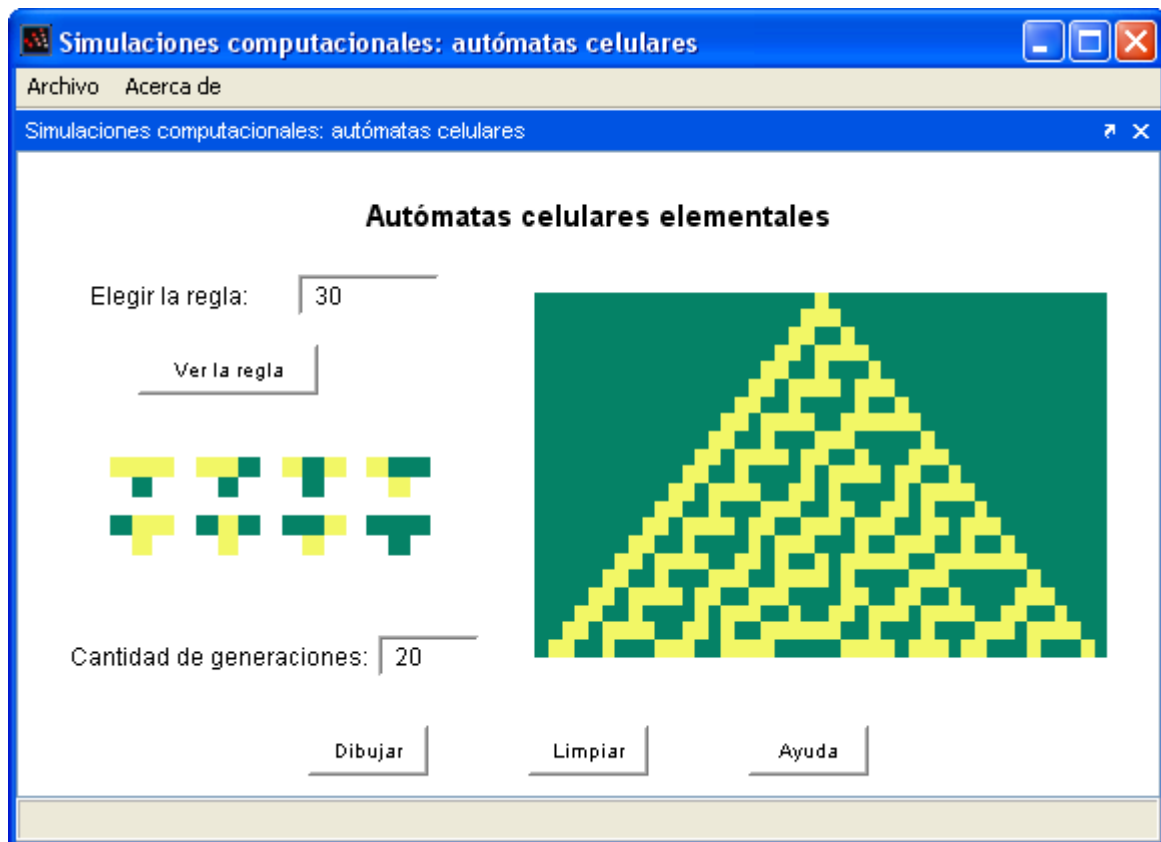 Simulaciones computacionales: autómatas celulares
Archivo Acerca de
Simulaciones computacionales: autómatas celulares
Autómatas celulares elementales
Elegir la regla: 30
Ver la regla
Cantidad de generaciones: 20
Dibujar Limpiar Ayuda